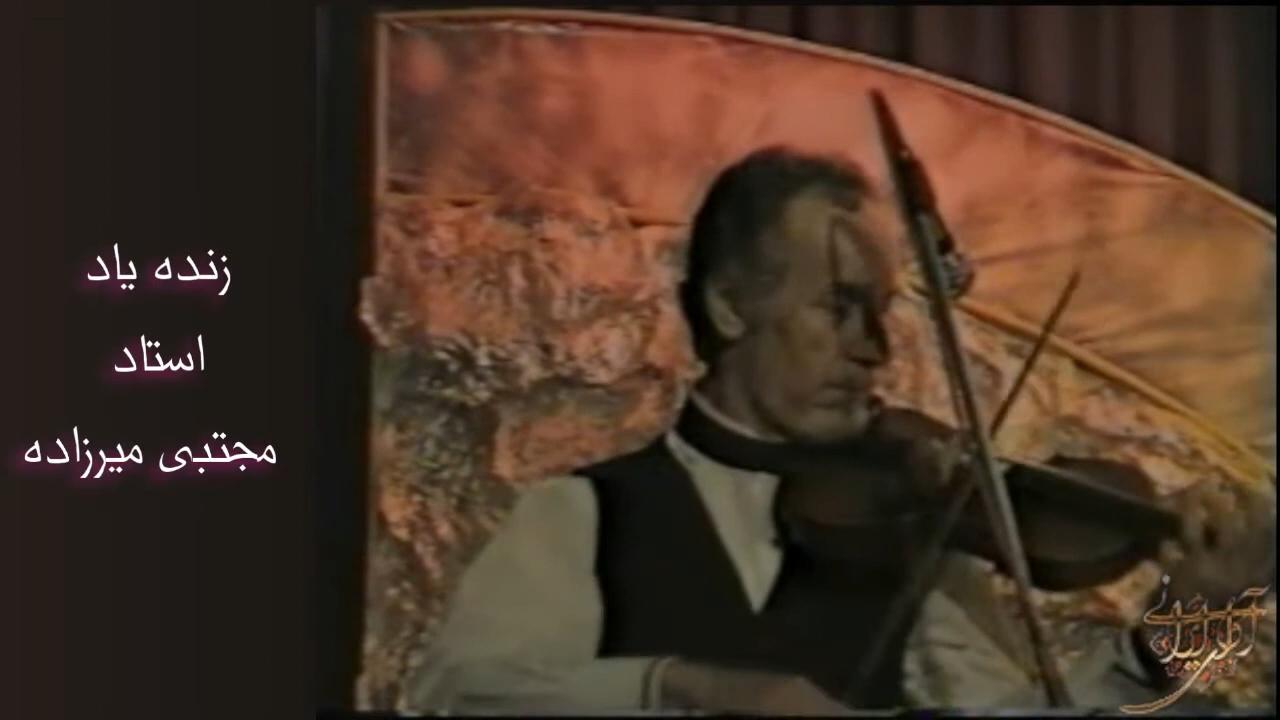 زنده یاد
استاد
مجتبی میرزاده